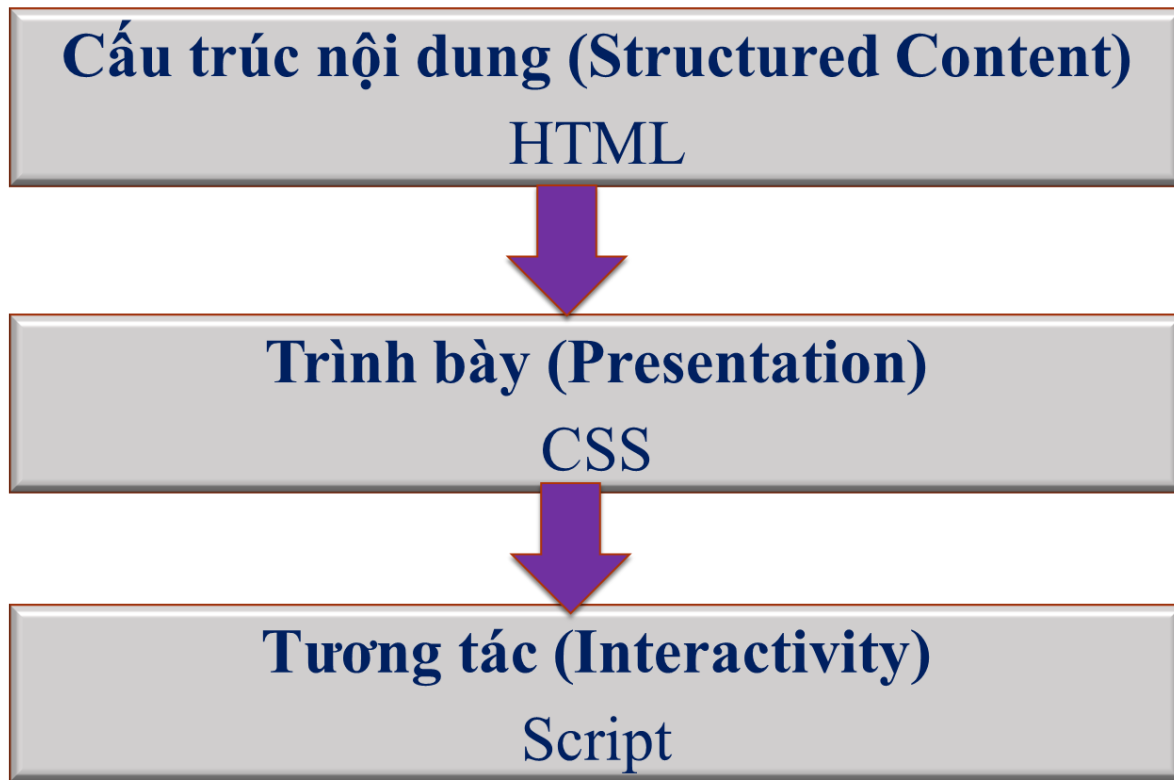 Cấu trúc nội dung (Structured Content)
HTML
Trình bày (Presentation)
CSS
Tương tác (Interactivity)
Script